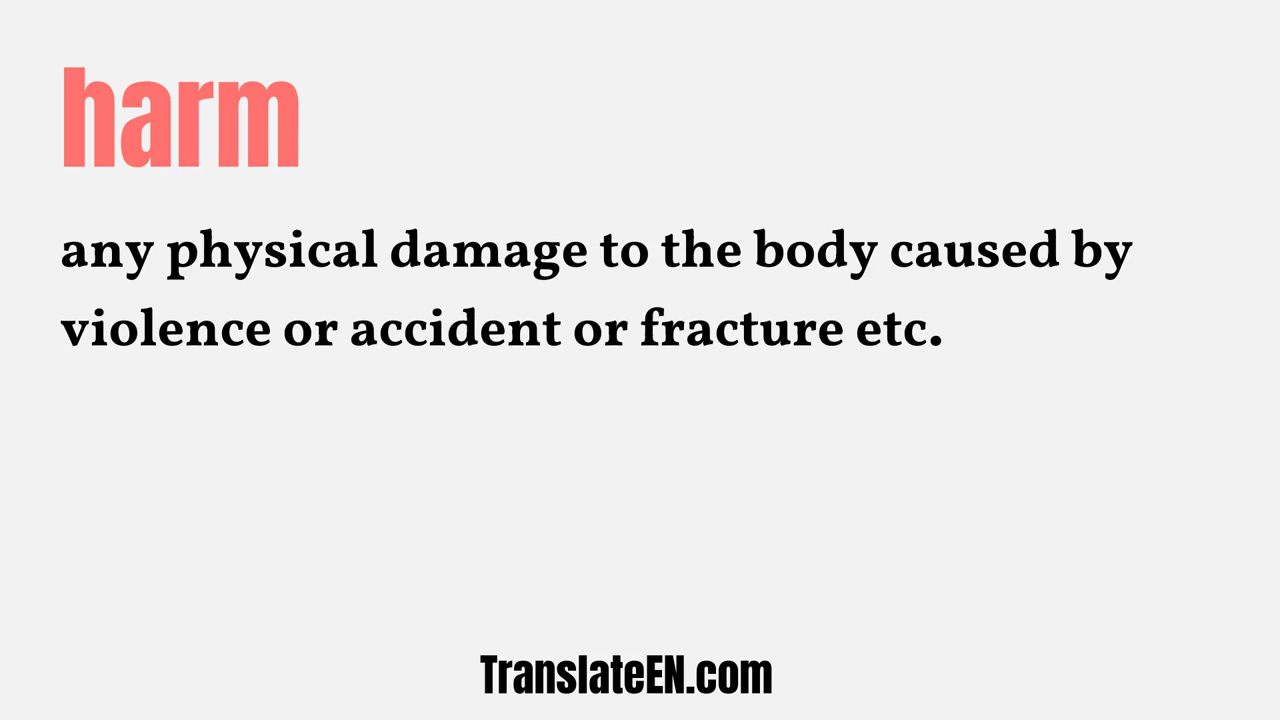 harm
any physical damage to the body caused by
violence or accident or fracture etc.
TranslateEN.com